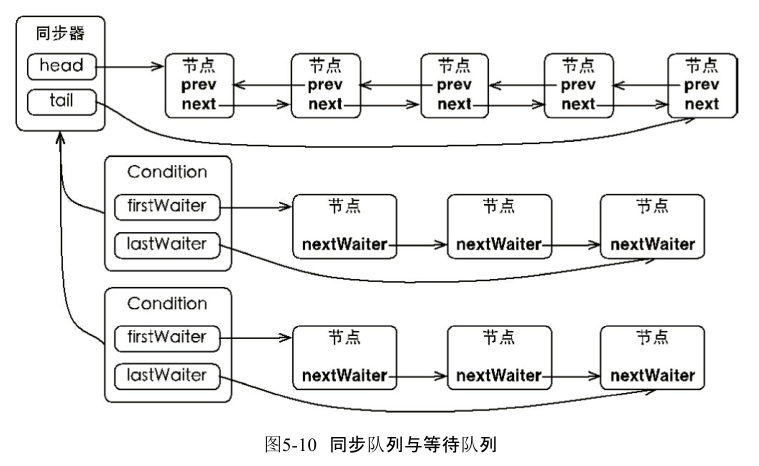 同步器
head
tail
节点
prev
next
节点
prev
next
节点
prev
next
节点
prev
next
节点
prev
next
Condition
firstWaiter
lastWaiter
节点
nextWaiter
节点
nextWaiter
节点
nextWaiter
Condition
firstWaiter
lastWaiter
节点
nextWaiter
节点
nextWaiter
节点
nextWaiter
图5-10 同步队列与等待队列